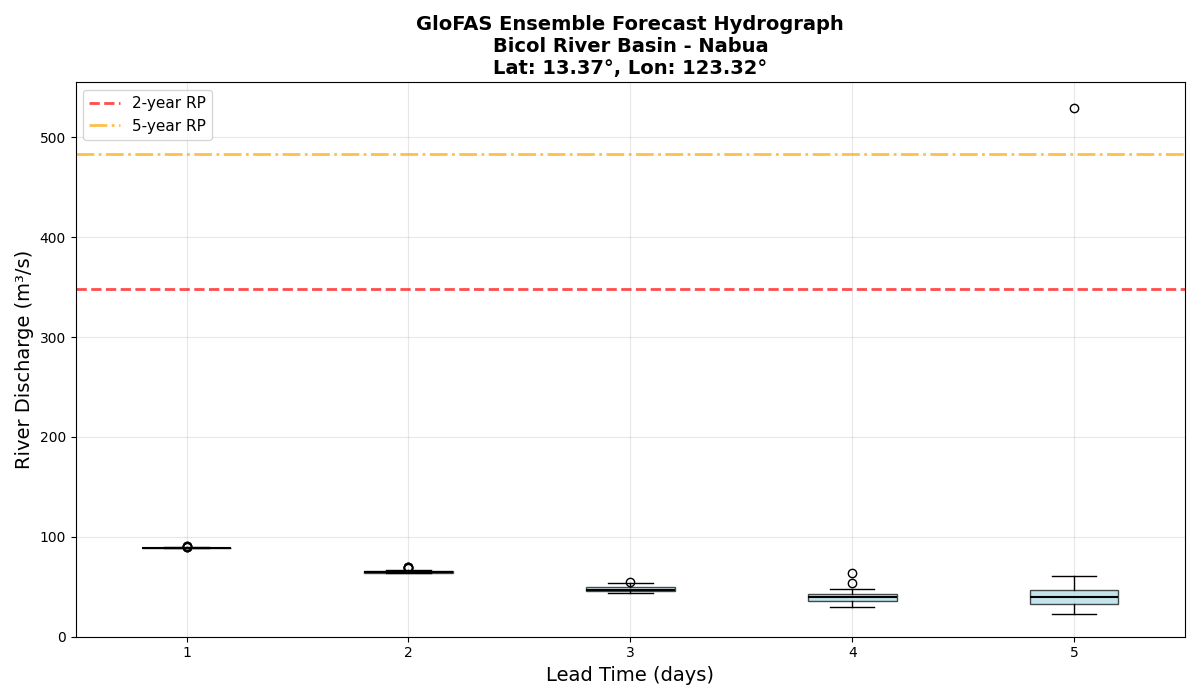 GloFAS Ensemble Forecast Hydrograph
Bicol River Basin - Nabua
Lat: 13.37°, Lon: 123.32°
2-year RP
5-year RP
River Discharge (m³/s)
500
400
300
200
100
0
1 2 3 4 5
Lead Time (days)